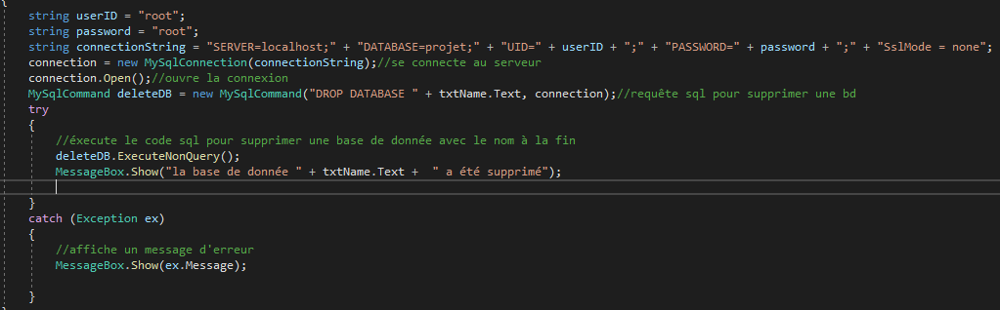 {
string userID = "root";
string password = "root";
string connectionString = "SERVER=localhost;" + "DATABASE=projet;" + "UID=" + userID + ";" + "PASSWORD=" + password + ";" + "SslMode = none";
connection = new MySqlConnection(connectionString);//se connecte au serveur
connection.Open();//ouvre la connexion
MySqlCommand deleteDB = new MySqlCommand("DROP DATABASE " + txtName.Text, connection);//requête sql pour supprimer une bd
try
{
//éxecute le code sql pour supprimer une base de donnée avec le nom à la fin
deleteDB.ExecuteNonQuery();
MessageBox.Show("la base de donnée " + txtName.Text +  " a été supprimé");
}
catch (Exception ex)
{
//affiche un message d'erreur
MessageBox.Show(ex.Message);
}
}